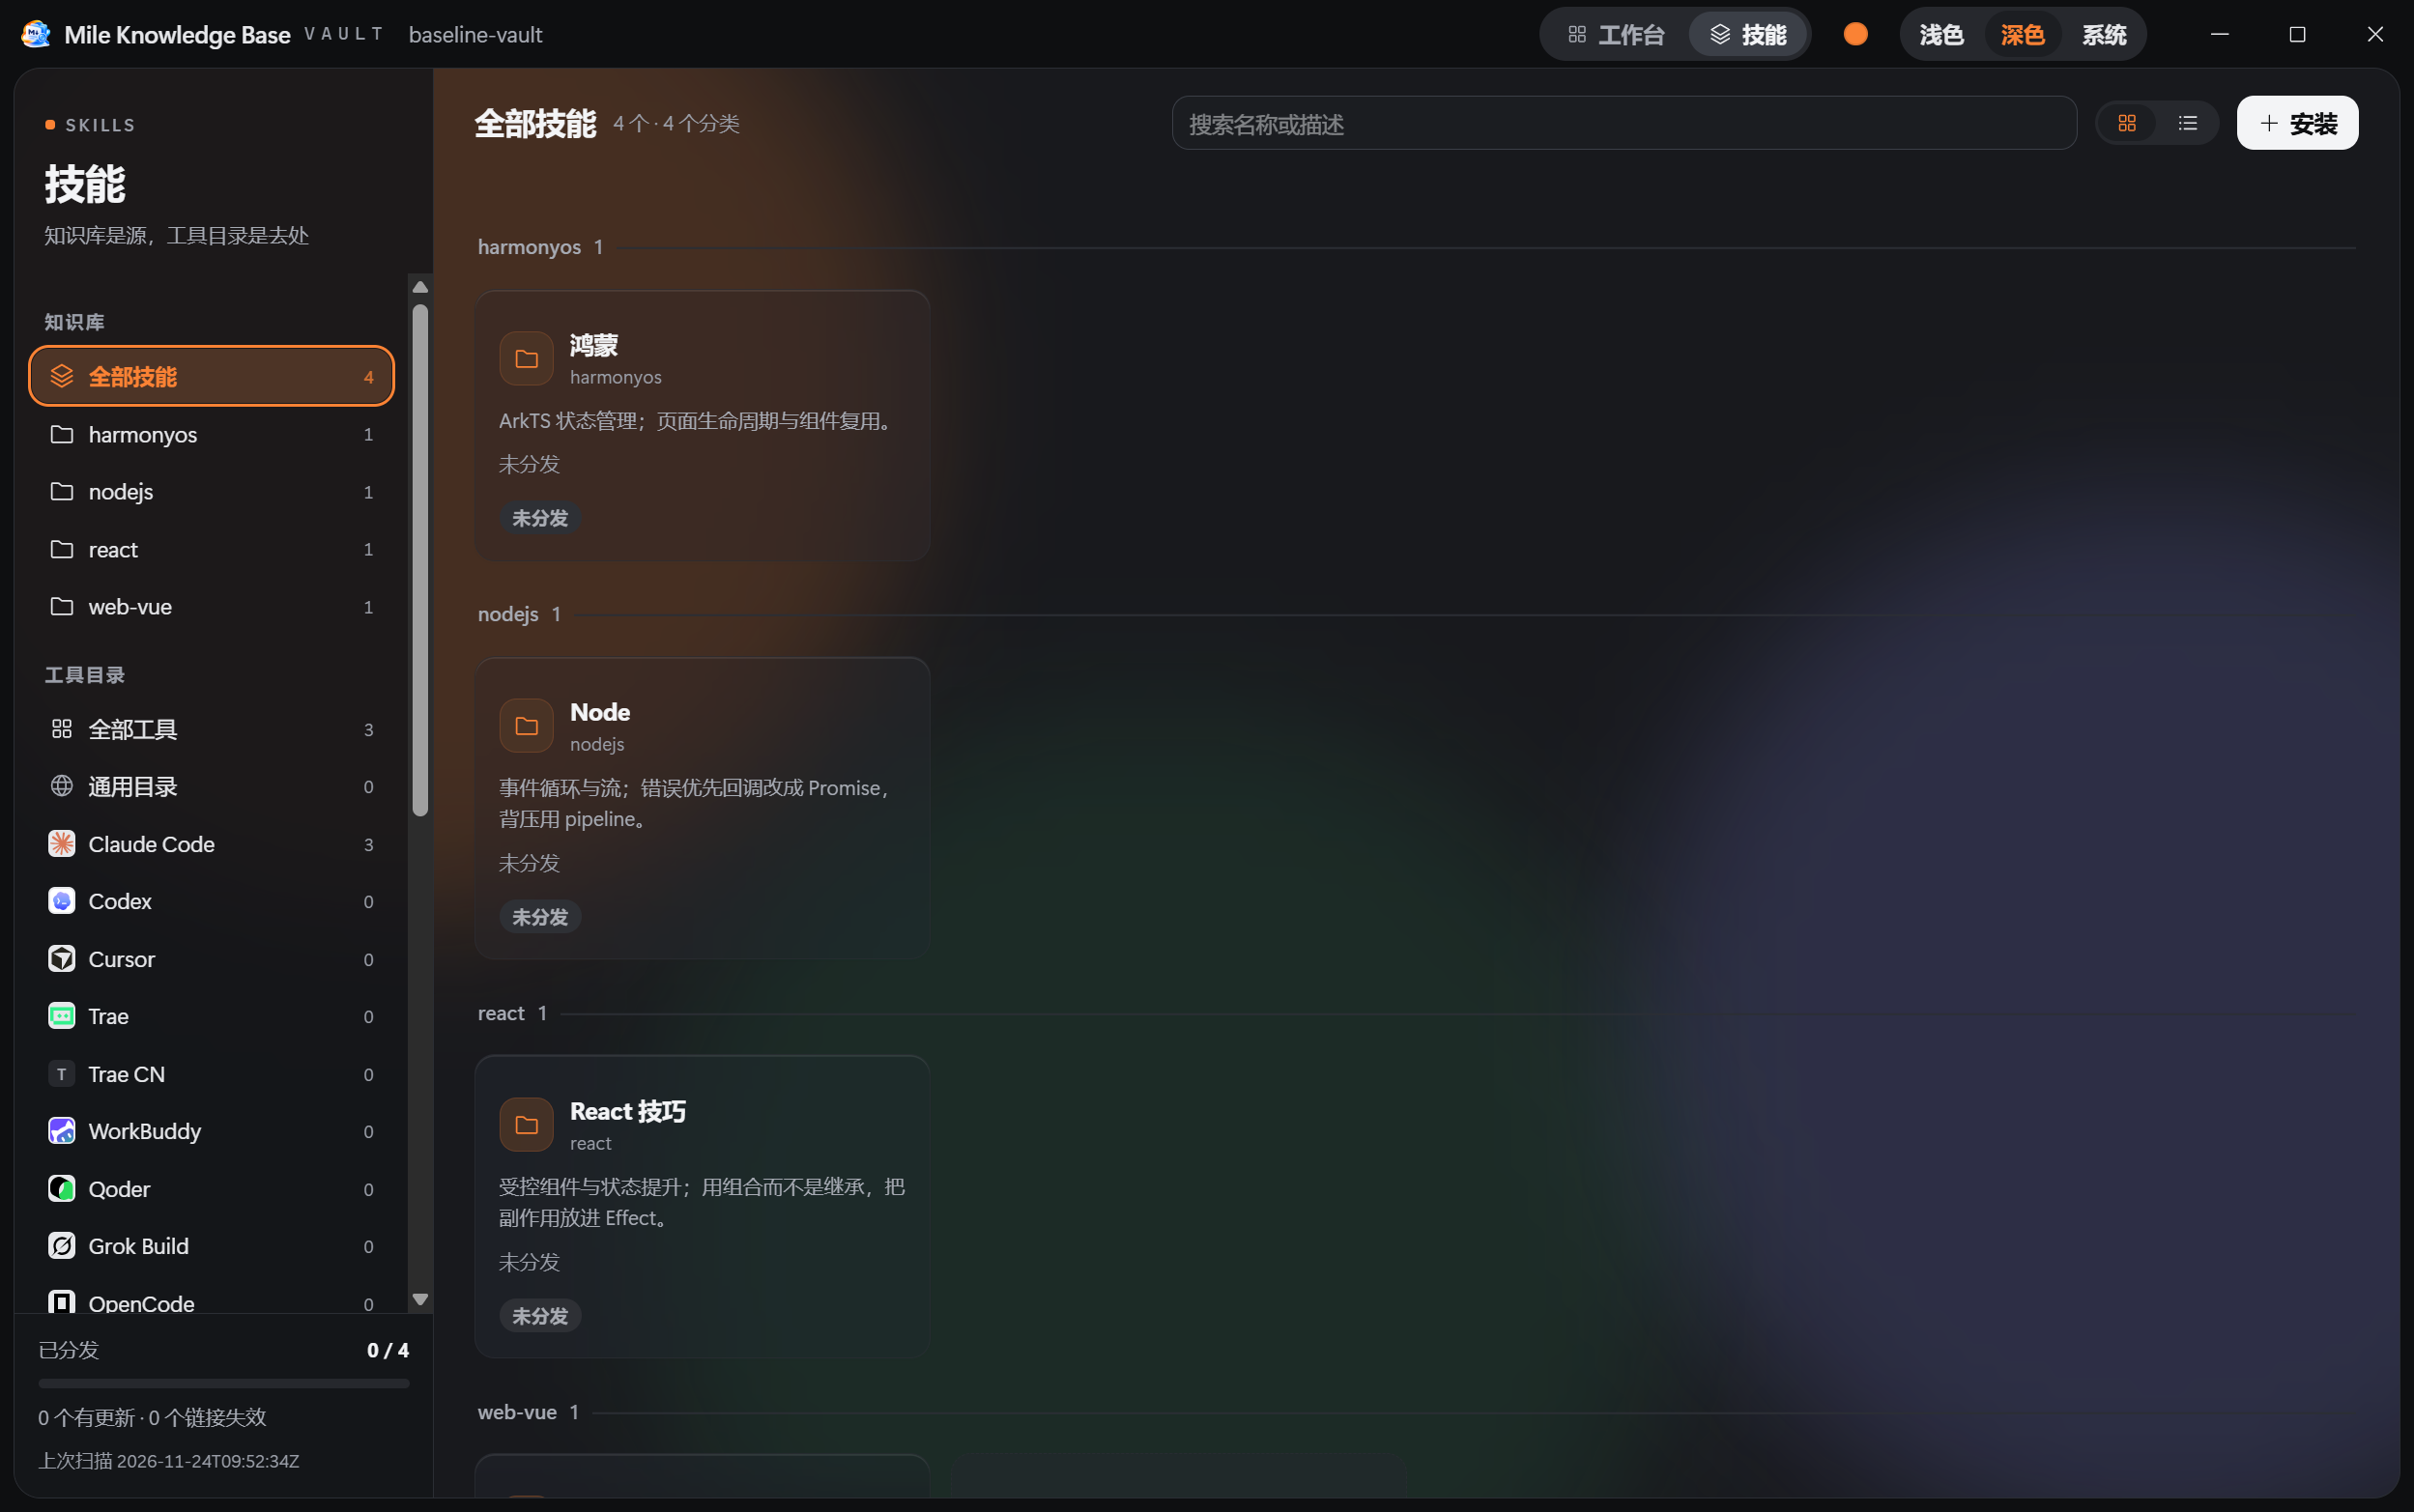 Mile Knowledge Base VAULT baseline-vault
工作台 技能
浅色 深色 系统
SKILLS
技能
知识库是源，工具目录是去处
知识库
全部技能 4
harmonyos 1
nodejs 1
react 1
web-vue 1
工具目录
全部工具 3
通用目录 0
Claude Code 3
Codex 0
Cursor 0
Trae 0
T Trae CN 0
WorkBuddy 0
Qoder 0
Grok Build 0
OpenCode 0
已分发 0 / 4
0 个有更新 · 0 个链接失效
上次扫描 2026-11-24T09:52:34Z
全部技能 4 个 · 4 个分类
搜索名称或描述
安装
harmonyos 1
鸿蒙
harmonyos
ArkTS 状态管理；页面生命周期与组件复用。
未分发
未分发
nodejs 1
Node
nodejs
事件循环与流；错误优先回调改成 Promise，
背压用 pipeline。
未分发
未分发
react 1
React 技巧
react
受控组件与状态提升；用组合而不是继承，把
副作用放进 Effect。
未分发
未分发
web-vue 1